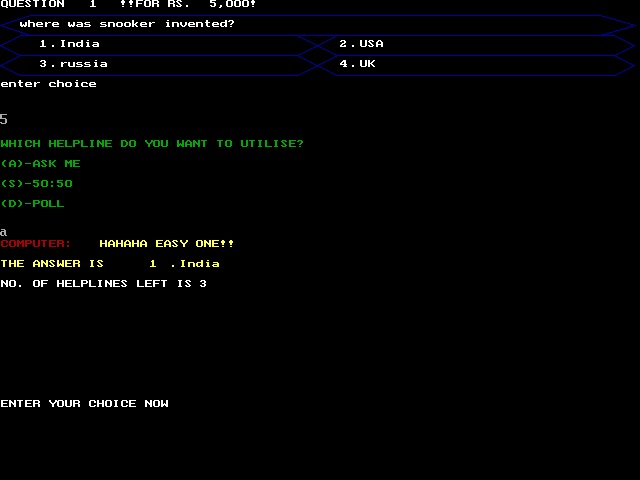 QUESTION 1 !!FOR RS. 5,000!
where was snooker invented?
1.India 2.USA
3.russia 4.UK
enter choice
5
WHICH HELPLINE DO YOU WANT TO UTILISE?
(A)-ASK ME
(S)-50:50
(D)-POLL
a
COMPUTER: HAHAHA EASY ONE!!
THE ANSWER IS 1 .India
NO. OF HELPLINES LEFT IS 3
ENTER YOUR CHOICE NOW